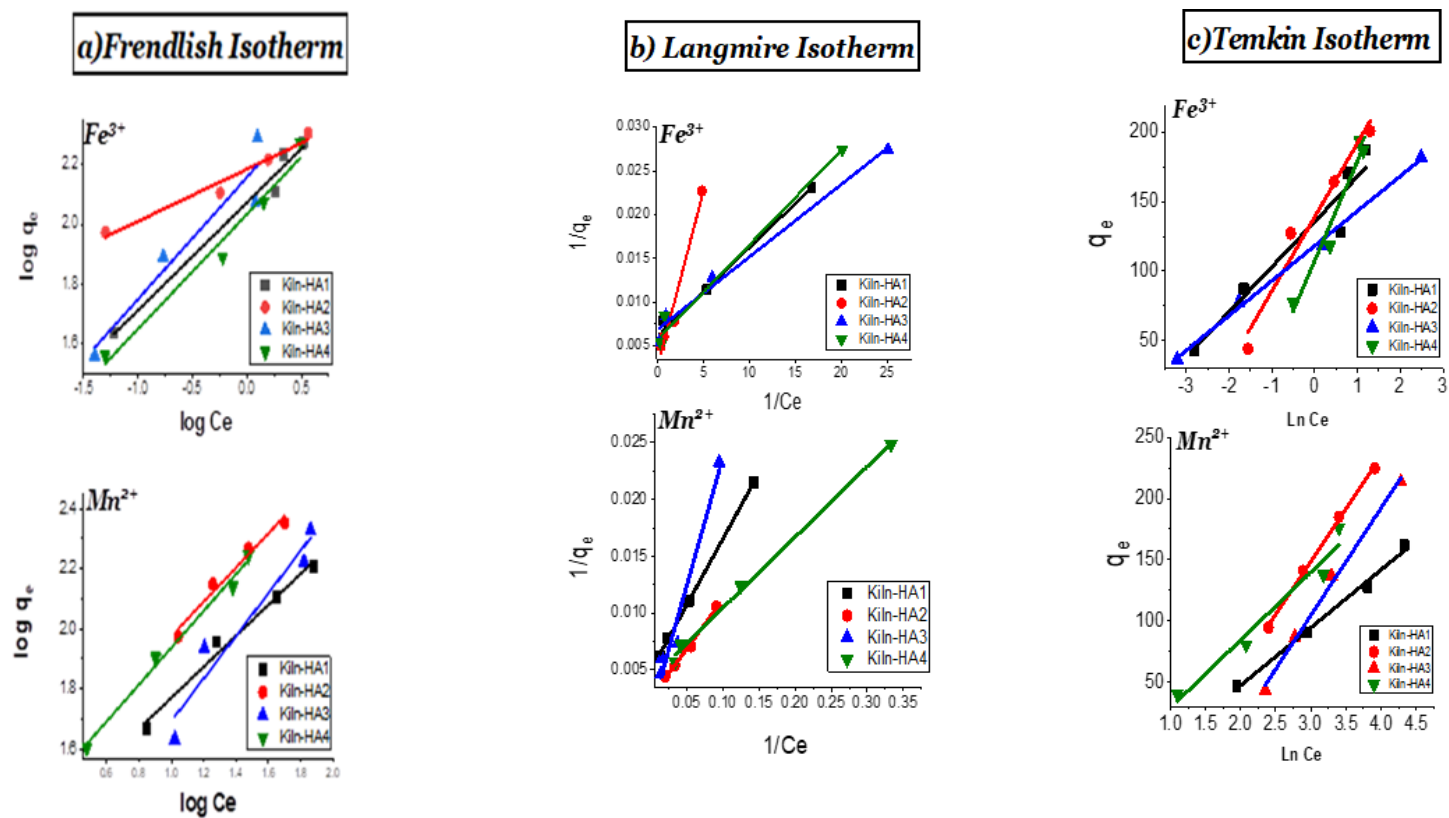 a)Frendlish Isotherm
b) Langmire Isotherm
c)Temkin Isotherm
Fe³⁺
2.2
2.0
1.8
1.6
log qe
-1.5
-1.0
-0.5
0.0
0.5
log Ce
Kiln-HA1
Kiln-HA2
Kiln-HA3
Kiln-HA4
Fe³⁺
0.030
0.025
0.020
0.015
0.010
0.005
1/qe
0
5
10
15
20
25
1/Ce
Kiln-HA1
Kiln-HA2
Kiln-HA3
Kiln-HA4
Fe³⁺
200
150
100
50
q e
-3
-2
-1
0
1
2
3
Ln Ce
Kiln-HA1
Kiln-HA2
Kiln-HA3
Kiln-HA4
Mn²⁺
2.4
2.2
2.0
1.8
1.6
log qe
0.6
0.8
1.0
1.2
1.4
1.6
1.8
2.0
log Ce
Kiln-HA1
Kiln-HA2
Kiln-HA3
Kiln-HA4
Mn²⁺
0.025
0.020
0.015
0.010
0.005
1/qe
0.05
0.10
0.15
0.20
0.25
0.30
0.35
1/Ce
Kiln-HA1
Kiln-HA2
Kiln-HA3
Kiln-HA4
Mn²⁺
250
200
150
100
50
q e
1.0
1.5
2.0
2.5
3.0
3.5
4.0
4.5
Ln Ce
Kiln-HA1
Kiln-HA2
Kiln-HA3
Kiln-HA4